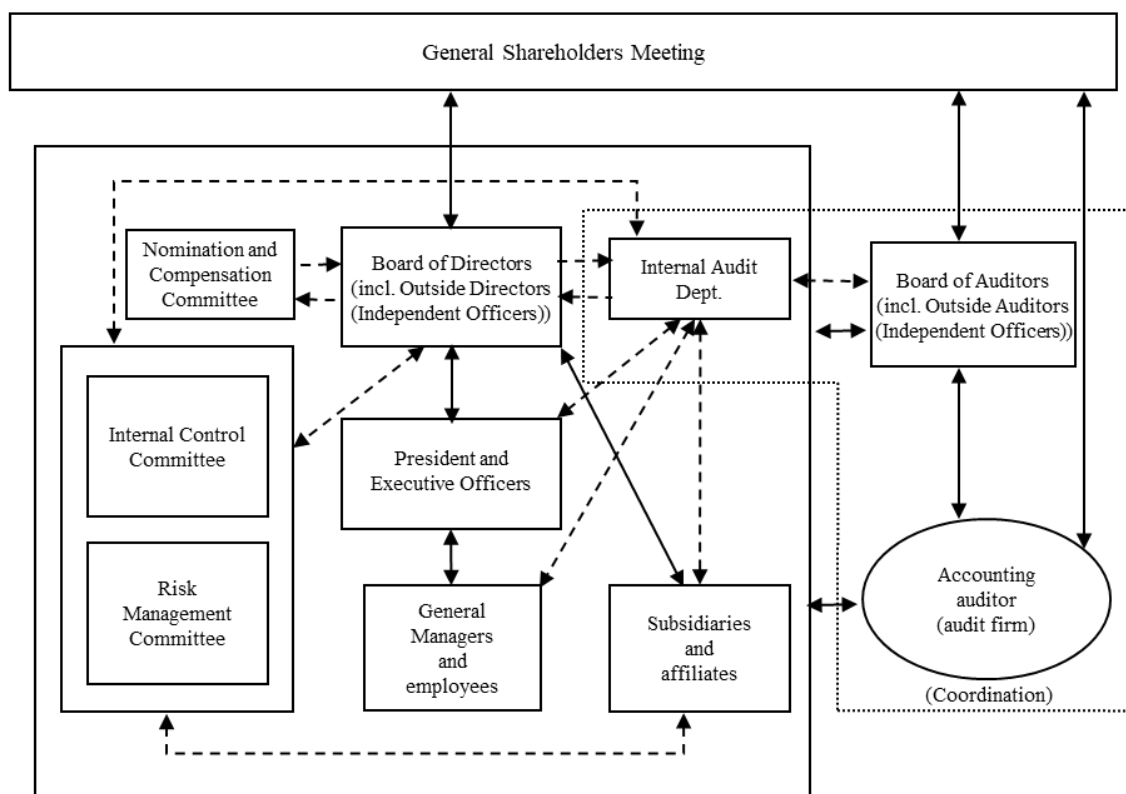 General Shareholders Meeting
Nomination and
Compensation
Committee
Board of Directors
(incl. Outside Directors
(Independent Officers))
Internal Audit
Dept.
Board of Auditors
(incl. Outside Auditors
(Independent Officers))
Internal Control
Committee
President and
Executive Officers
Risk
Management
Committee
General
Managers
and
employees
Subsidiaries
and
affiliates
Accounting
auditor
(audit firm)
(Coordination)